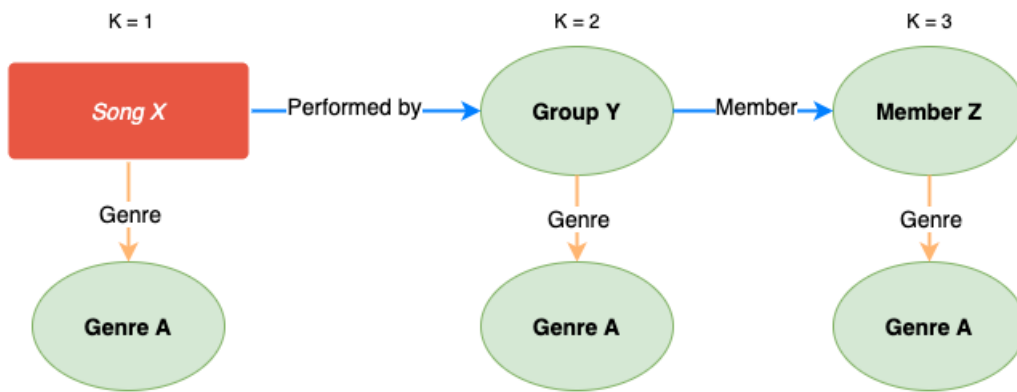 K = 1
K = 2
K = 3
Song X
Performed by
Group Y
Member
Member Z
Genre
Genre
Genre
Genre A
Genre A
Genre A